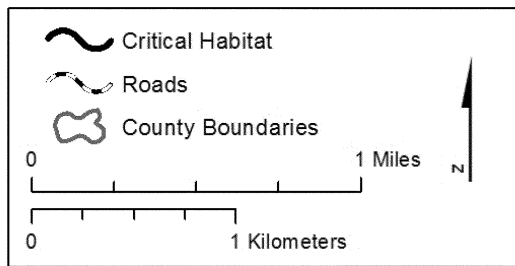 Critical Habitat
Roads
County Boundaries
0 1 Miles
0 1 Kilometers
N